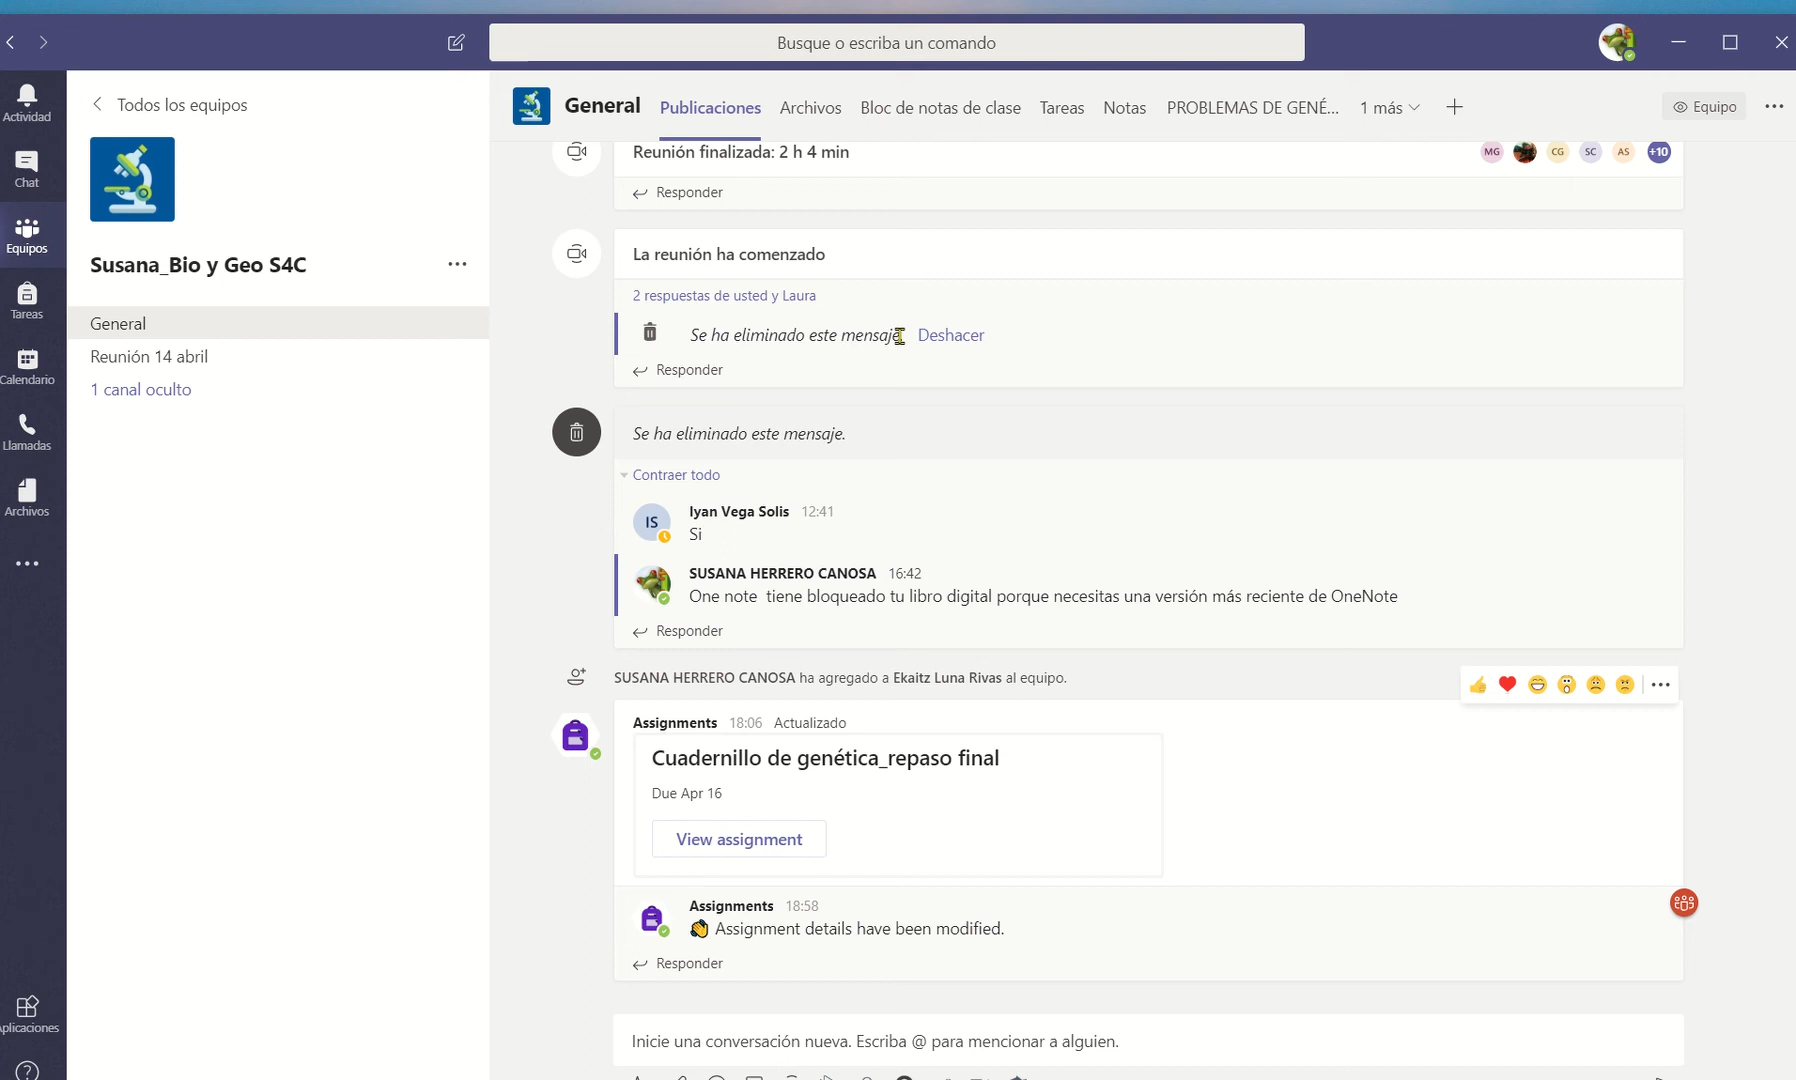 Busque o escriba un comando
Actividad
Chat
Equipos
Tareas
Calendario
Llamadas
Archivos
Aplicaciones
Todos los equipos
Susana_Bio y Geo S4C
General
Reunión 14 abril
1 canal oculto
General Publicaciones Archivos Bloc de notas de clase Tareas Notas PROBLEMAS DE GENÉ... 1 más Equipo
Reunión finalizada: 2 h 4 min MG CG SC AS +10
Responder
La reunión ha comenzado
2 respuestas de usted y Laura
Se ha eliminado este mensaje. Deshacer
Responder
Se ha eliminado este mensaje.
Contraer todo
IS Iyan Vega Solis 12:41
Si
SUSANA HERRERO CANOSA 16:42
One note tiene bloqueado tu libro digital porque necesitas una versión más reciente de OneNote
Responder
SUSANA HERRERO CANOSA ha agregado a Ekaitz Luna Rivas al equipo.
Assignments 18:06 Actualizado
Cuadernillo de genética_repaso final
Due Apr 16
View assignment
Assignments 18:58
Assignment details have been modified.
Responder
Inicie una conversación nueva. Escriba @ para mencionar a alguien.